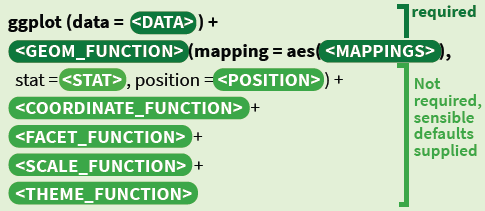 ggplot (data = <DATA>) +
<GEOM_FUNCTION>(mapping = aes(<MAPPINGS>),
stat = <STAT>, position = <POSITION>) +
<COORDINATE_FUNCTION> +
<FACET_FUNCTION> +
<SCALE_FUNCTION> +
<THEME_FUNCTION>
required
Not
required,
sensible
defaults
supplied